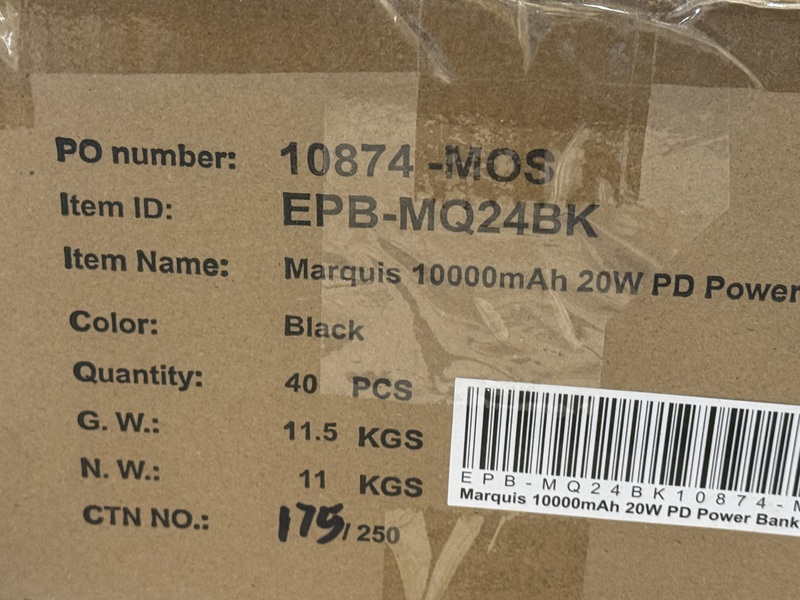 PO number: 10874 -MOS
Item ID: EPB-MQ24BK
Item Name: Marquis 10000mAh 20W PD Power
Color: Black
Quantity: 40 PCS
G. W.: 11.5 KGS
N. W.: 11 KGS
CTN NO.: 175/ 250
EPB-MQ24BK10874-M
Marquis 10000mAh 20W PD Power Bank